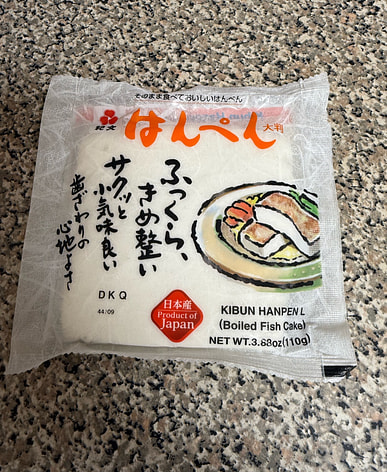 そのまま食べておいしいはんぺん
紀文
はんぺん
大判
ふっくら、
きめ整い
サクッと
小気味良い
歯ざわりの
心地よさ
DKQ
44/09
日本産
Product of
Japan
KIBUN HANPEN L
(Boiled Fish Cake)
NET WT.3.88oz(110g)